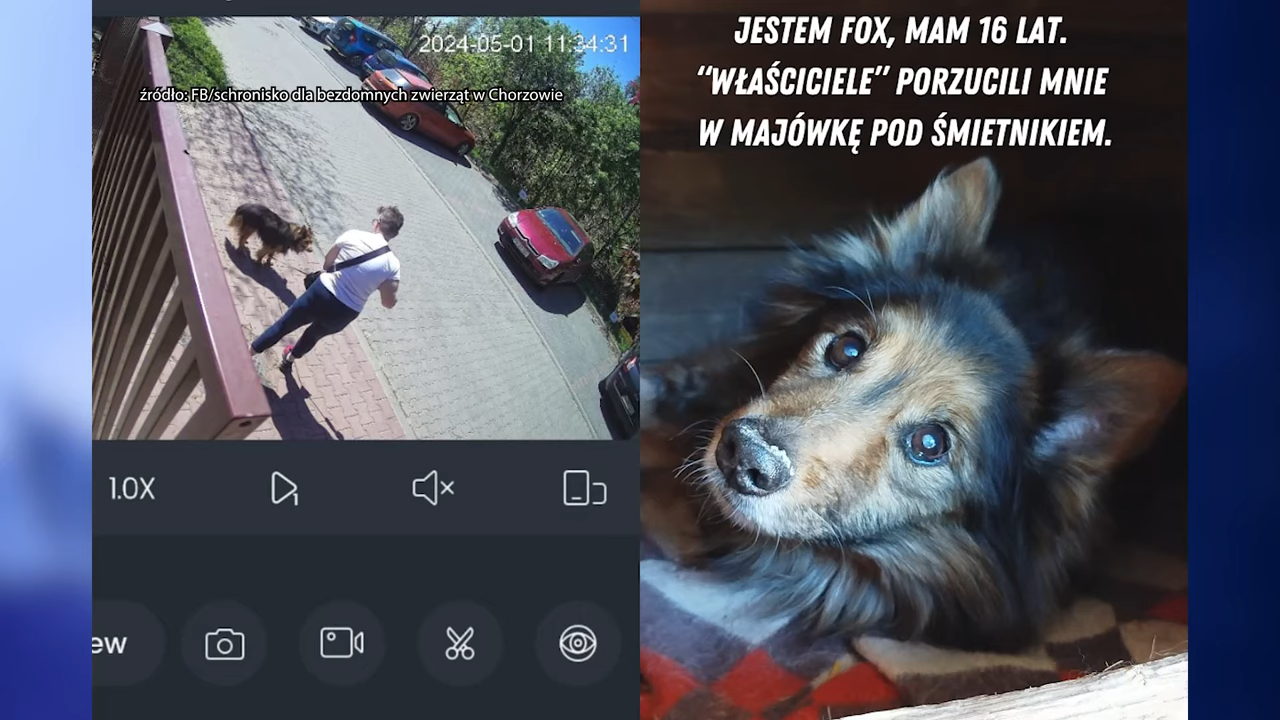 2024-05-01 11:34:31
źródło: FB/schronisko dla bezdomnych zwierząt w Chorzowie
1.0X
ew
JESTEM FOX, MAM 16 LAT.
“WŁAŚCICIELE” PORZUCILI MNIE
W MAJÓWKĘ POD ŚMIETNIKIEM.